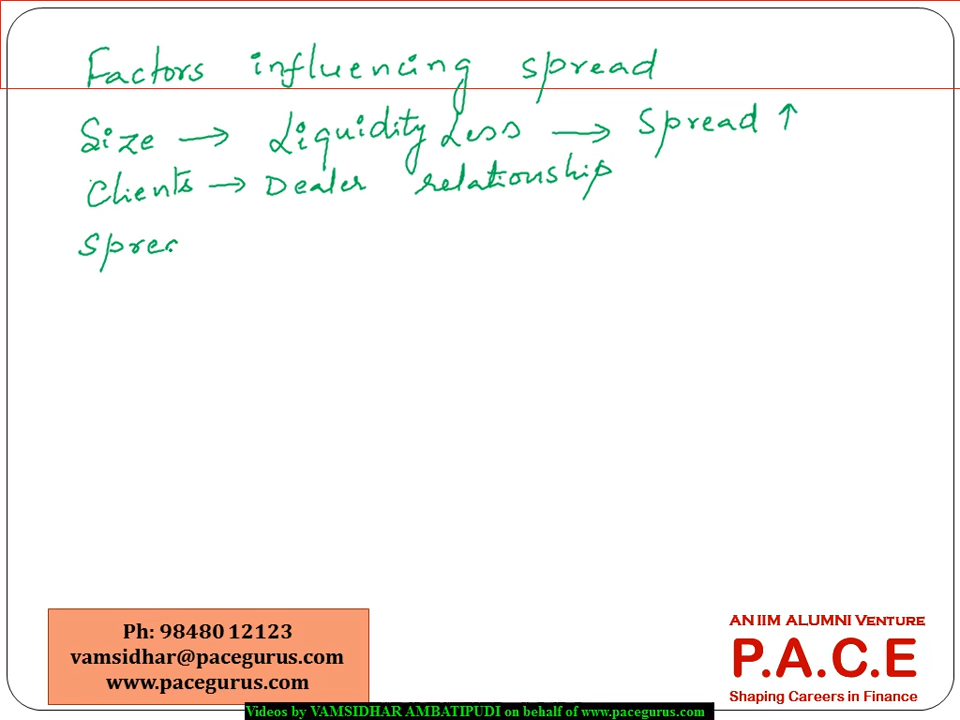 Factors influencing spread
Size → Liquidity Less → Spread ↑
Clients → Dealer relationship
Sprea
Ph: 98480 12123
vamsidhar@pacegurus.com
www.pacegurus.com
AN IIM ALUMNI VENTURE
P.A.C.E
Shaping Careers in Finance
Videos by VAMSIDHAR AMBATIPUDI on behalf of www.pacegurus.com